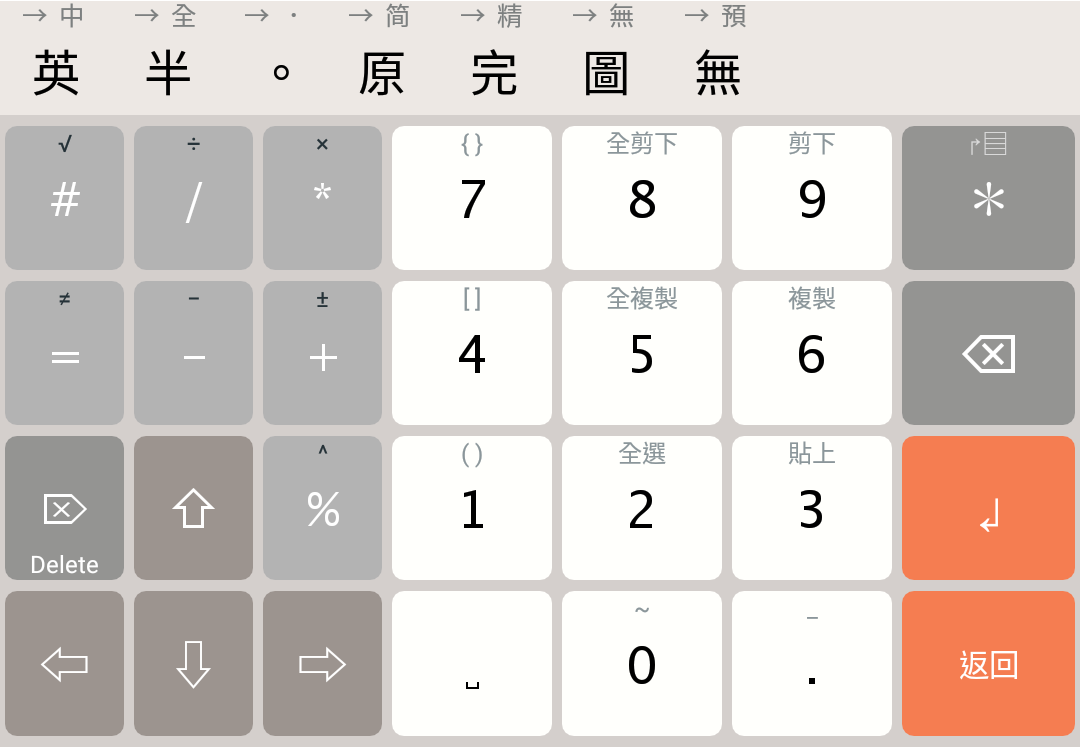 → 中 → 全 → · → 简 → 精 → 無 → 預
英 半 。 原 完 圖 無
√ ÷ × { } 全剪下 剪下
# / * 7 8 9 *
≠ − ± [ ] 全複製 複製
= − + 4 5 6
^ ( ) 全選 貼上
% 1 2 3 ↲
Delete
~ _
⇦ ⇩ ⇨ ␣ 0 . 返回